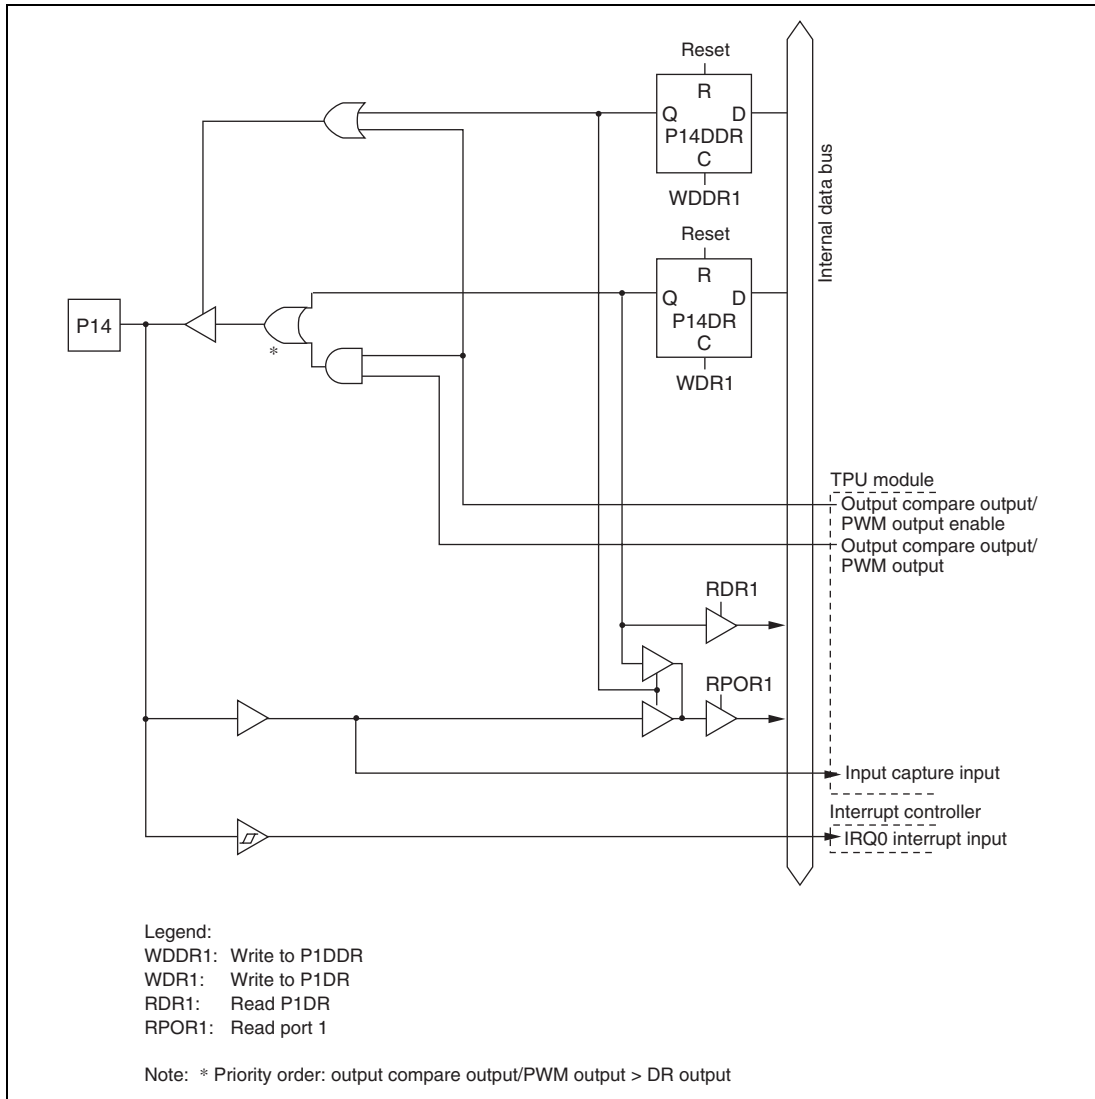 Reset
R
Q D
P14DDR
C
WDDR1
Reset
R
Q D
P14DR
C
WDR1
Internal data bus
P14
*
TPU module
Output compare output/
PWM output enable
Output compare output/
PWM output
RDR1
RPOR1
Input capture input
Interrupt controller
IRQ0 interrupt input
Legend:
WDDR1: Write to P1DDR
WDR1: Write to P1DR
RDR1: Read P1DR
RPOR1: Read port 1
Note: * Priority order: output compare output/PWM output > DR output